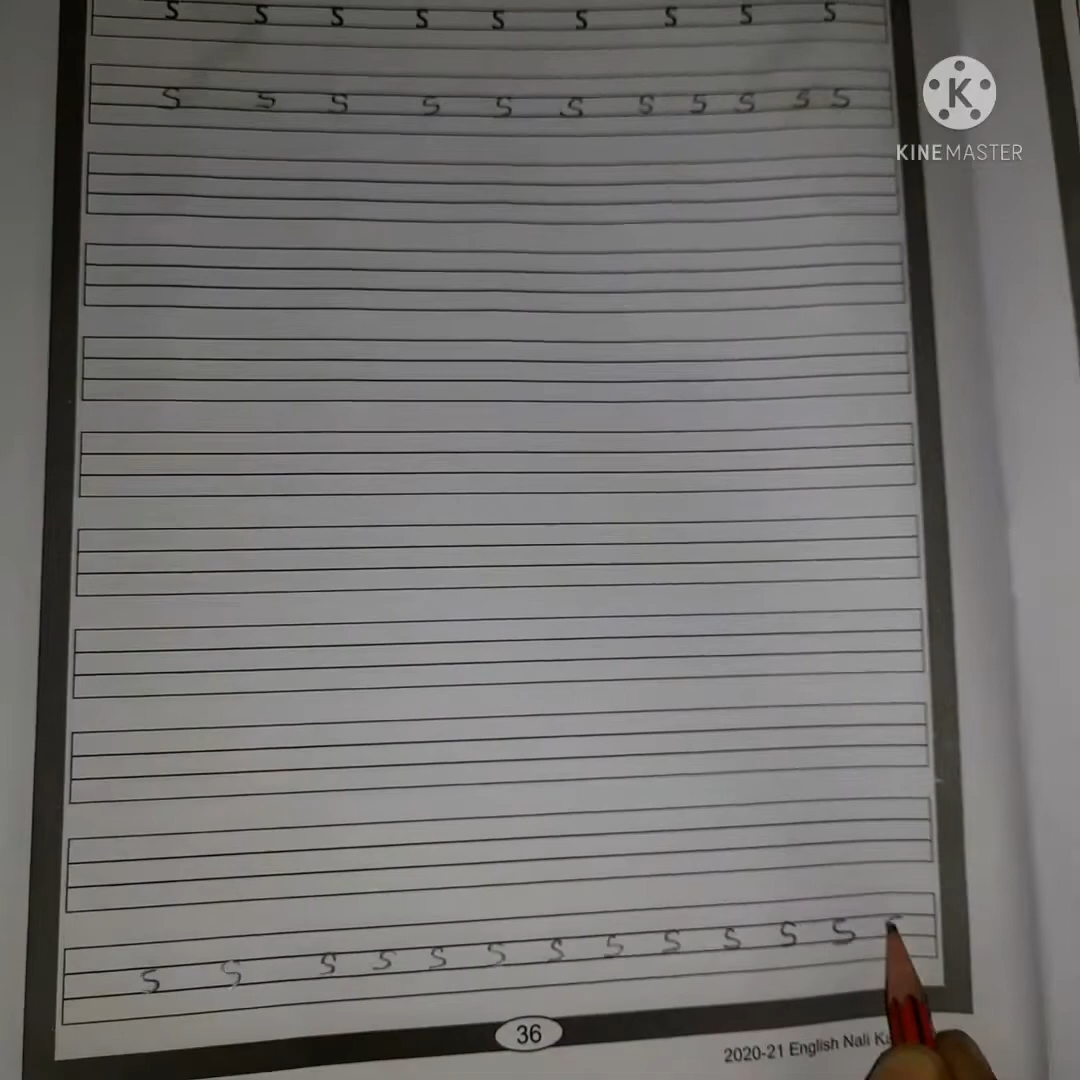 s s s s s s s s s
s s s s s s s s s s s
K
KINEMASTER
s s s s s s s s s s s s s s
36
2020-21 English Nali